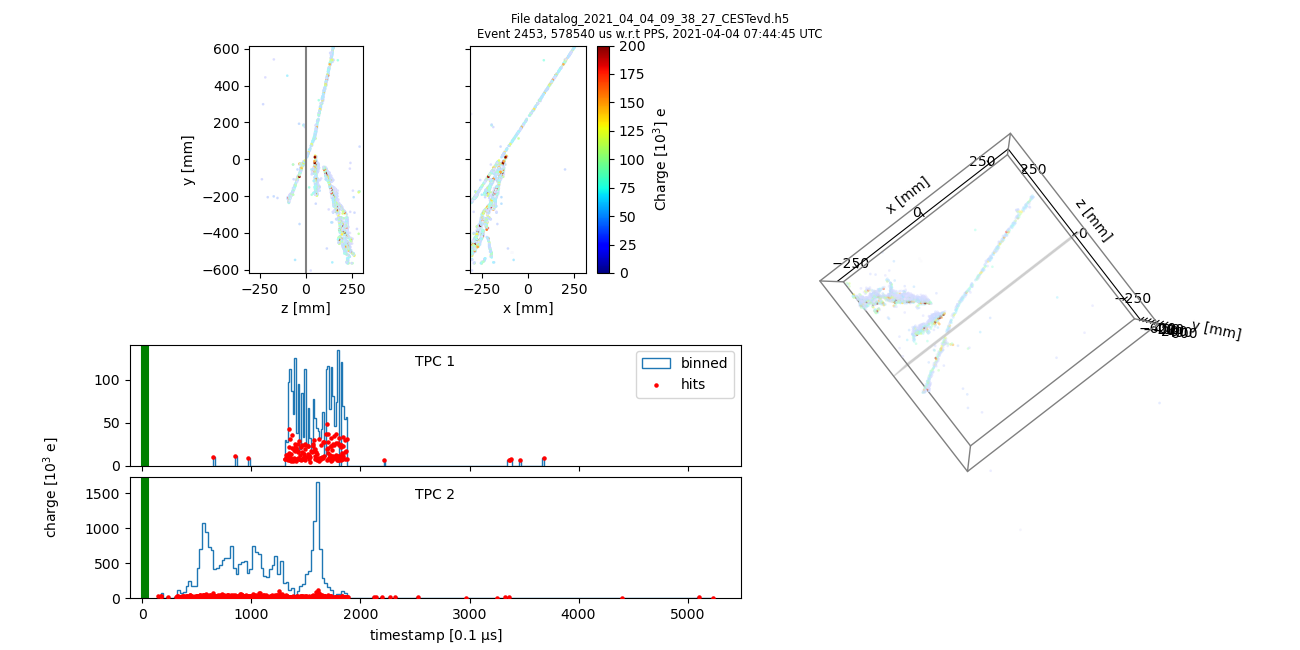 File datalog_2021_04_04_09_38_27_CESTevd.h5
Event 2453, 578540 us w.r.t PPS, 2021-04-04 07:44:45 UTC
600
400
200
0
−200
−400
−600
y [mm]
−250 0 250
z [mm]
−250 0 250
x [mm]
200
175
150
125
100
75
50
25
0
Charge [10³] e
x [mm]
250
0
−250
z [mm]
250
0
−250
y [mm]
TPC 1
binned
hits
100
50
0
TPC 2
1500
1000
500
0
charge [10³ e]
0 1000 2000 3000 4000 5000
timestamp [0.1 µs]